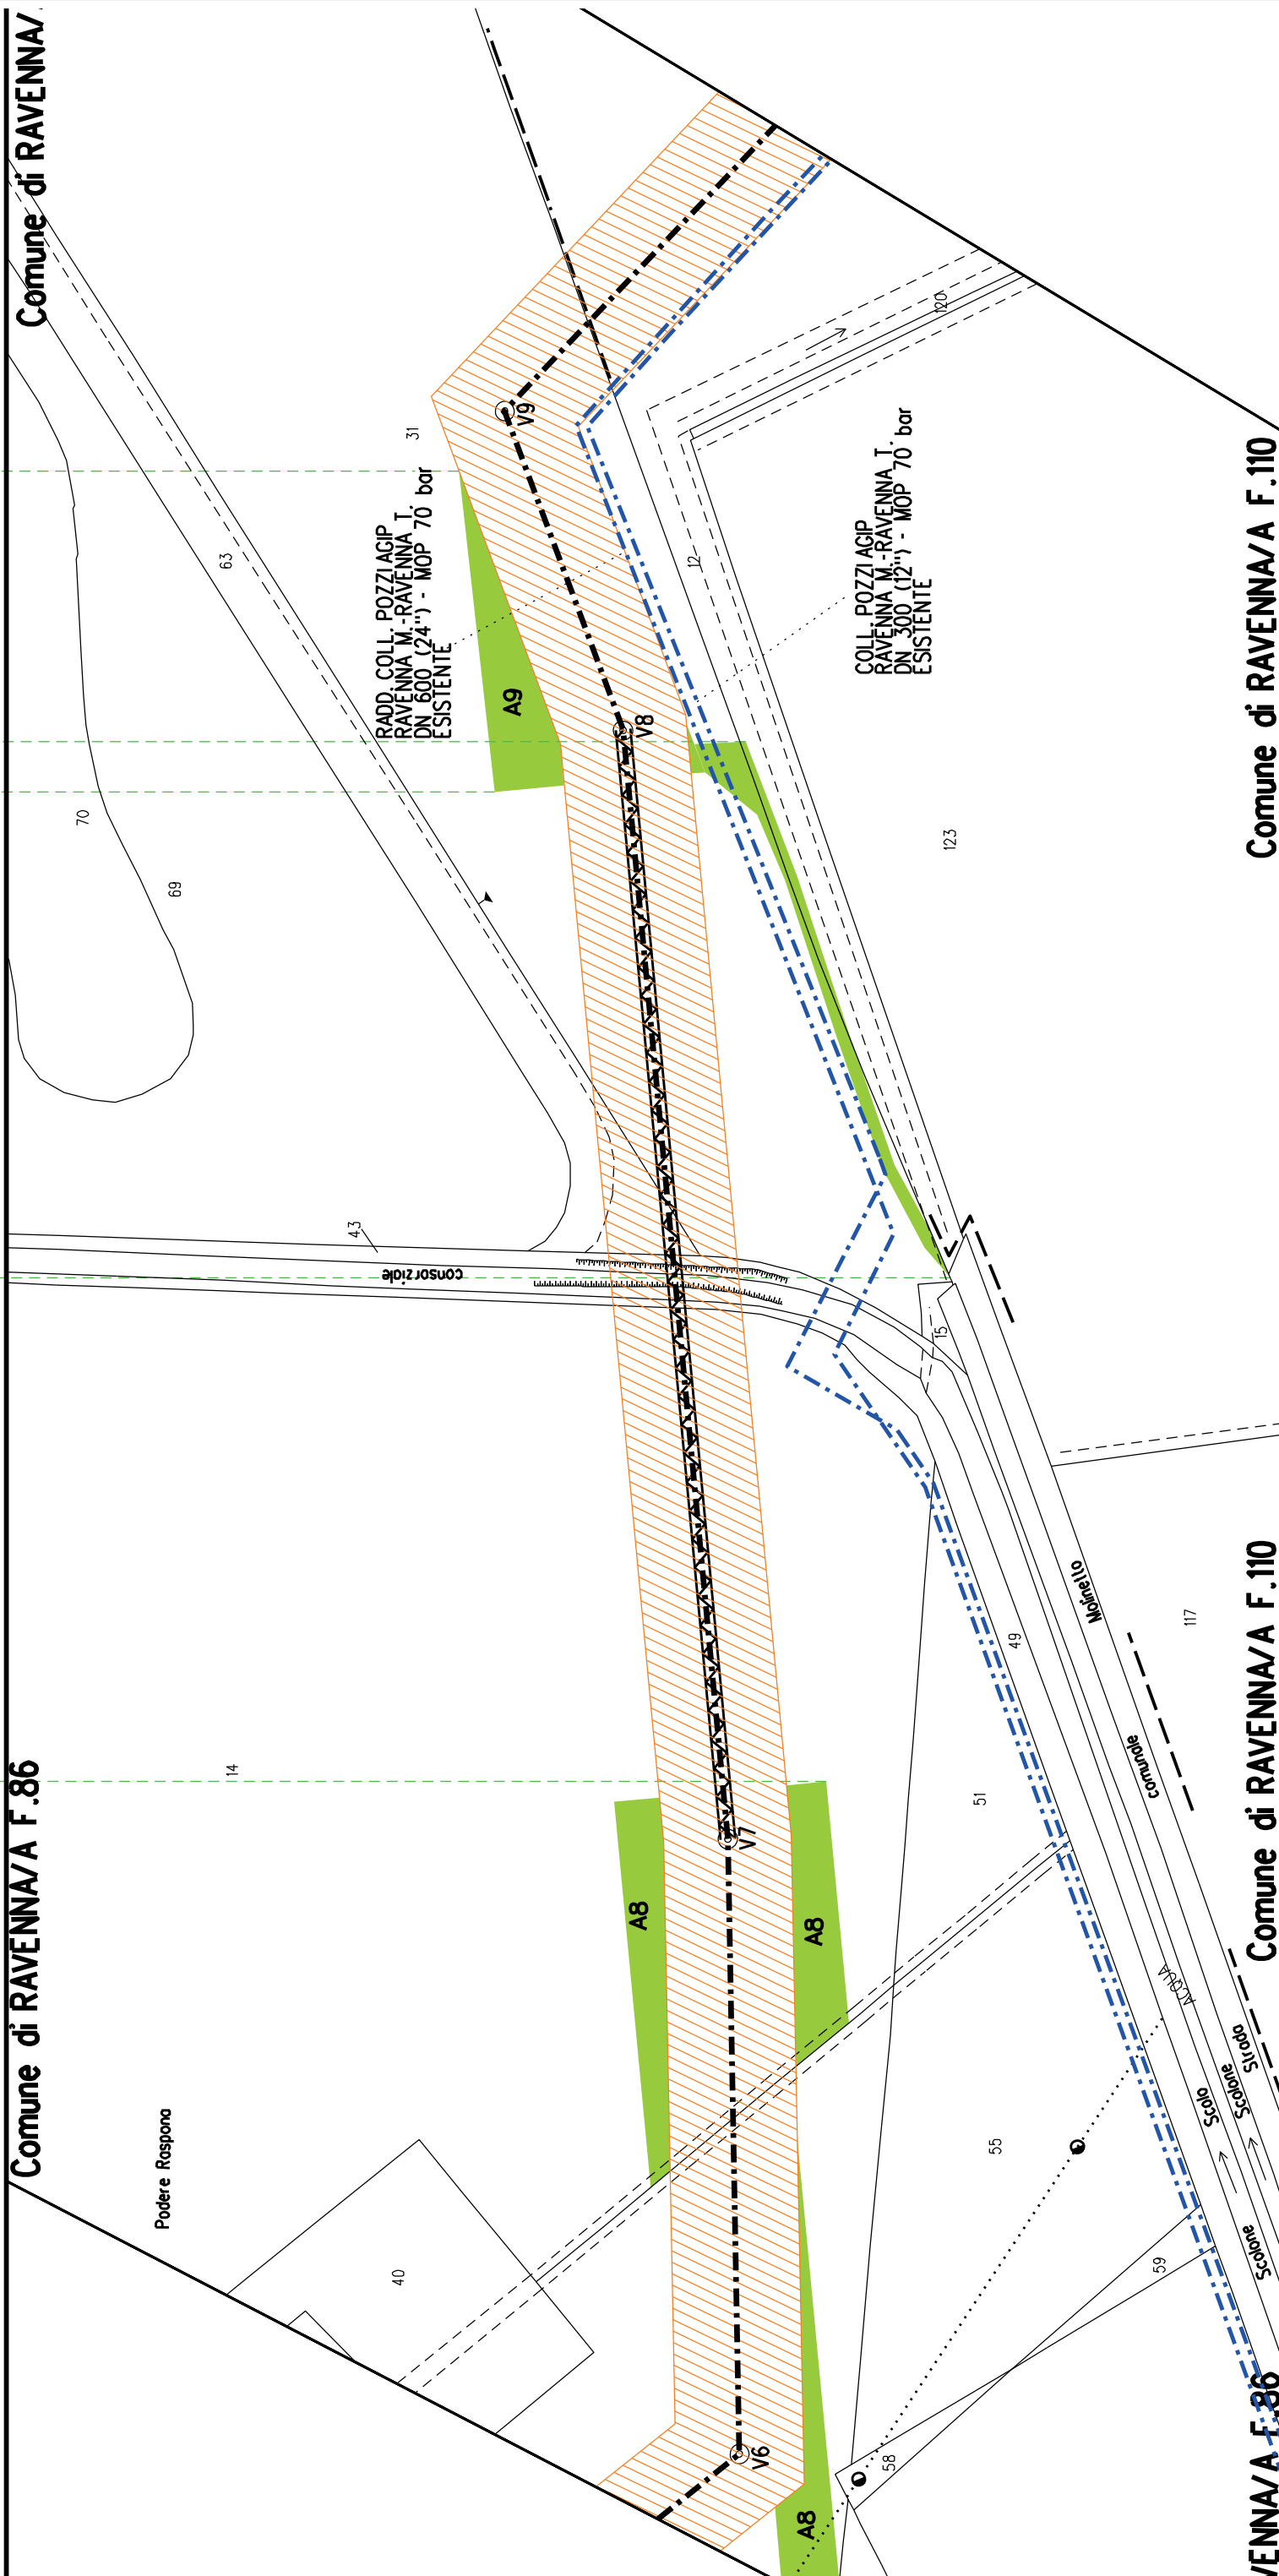 Comune di RAVENNA/
Comune di RAVENNA/A F.86
Podere Raspona
RADD. COLL. POZZI AGIP
RAVENNA M.-RAVENNA T.
DN 600 (24") - MOP 70 bar
ESISTENTE
COLL. POZZI AGIP
RAVENNA M.-RAVENNA T.
DN 300 (12") - MOP 70 bar
ESISTENTE
Comune di RAVENNA/A F.110
Comune di RAVENNA/A F.110
VENNA/A F.86
V9
V8
V7
V6
A9
A8
A8
A8
31
63
70
69
43
consorziale
12
120
123
15
14
49
51
117
Molinetto
comunale
Strada
ACQUA
Scolo
Scolone
Scolone
55
59
58
40